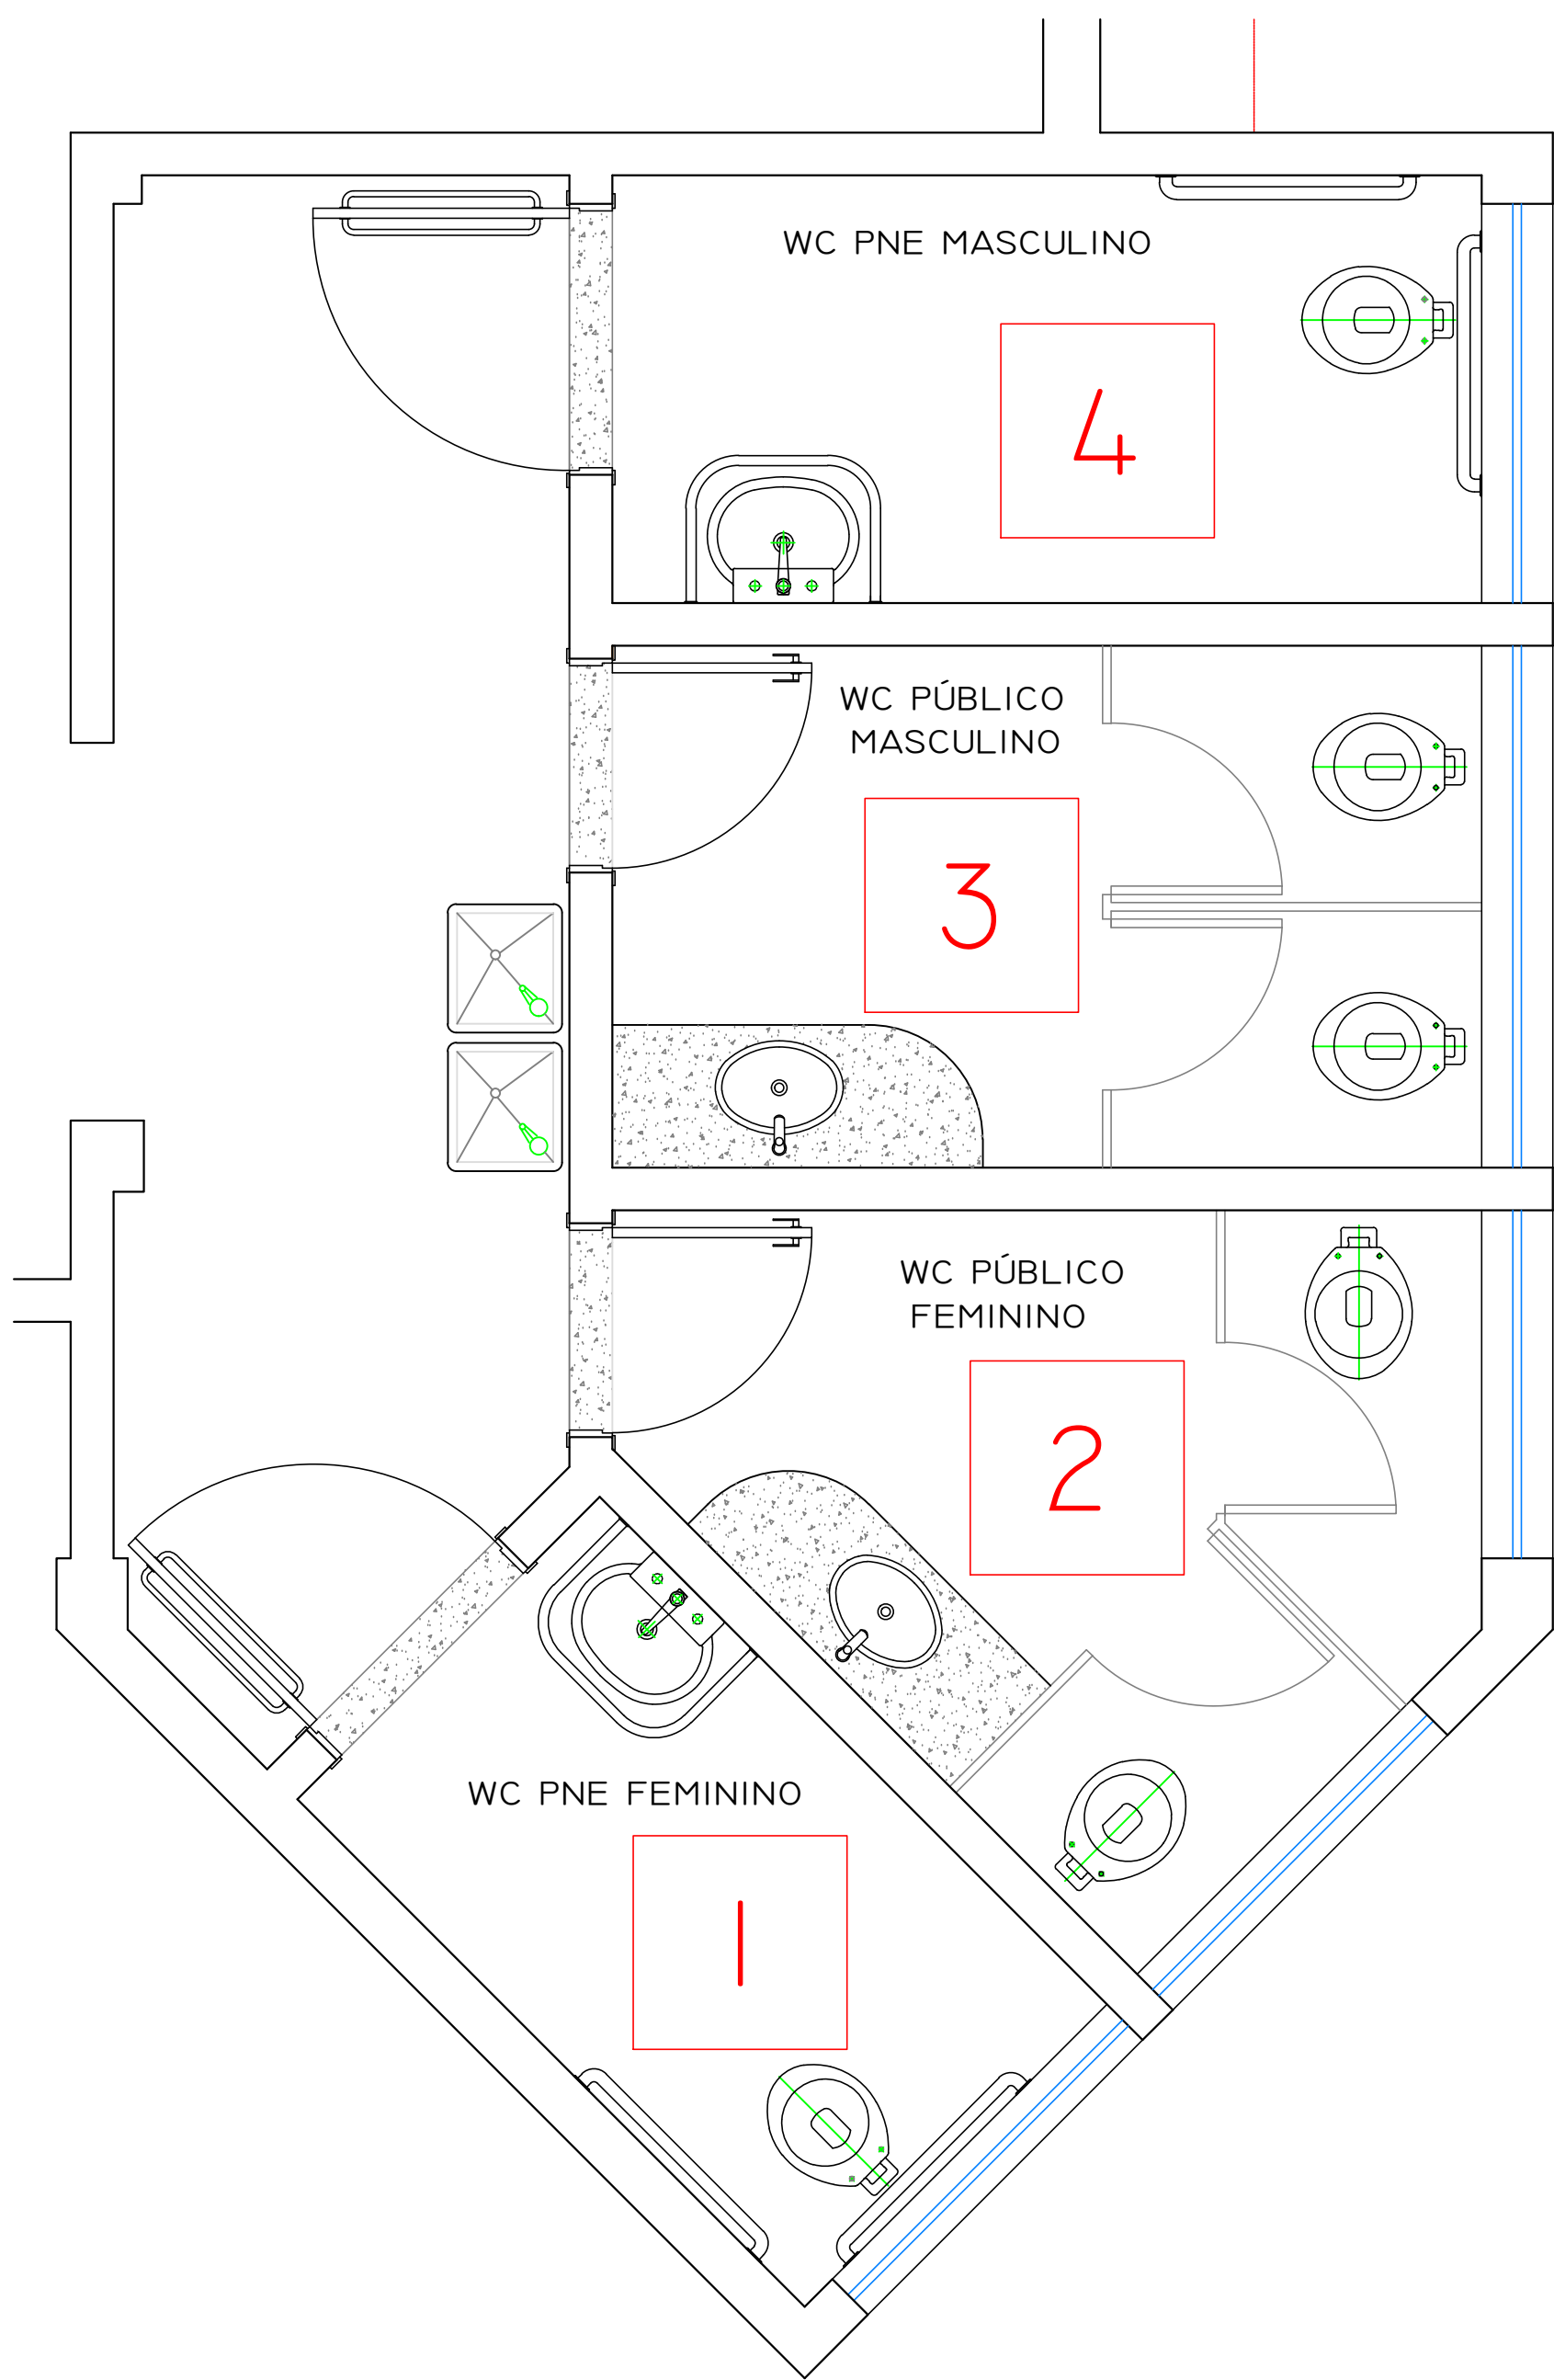 WC PNE MASCULINO
4
WC PÚBLICO
MASCULINO
3
WC PÚBLICO
FEMININO
2
WC PNE FEMININO
1